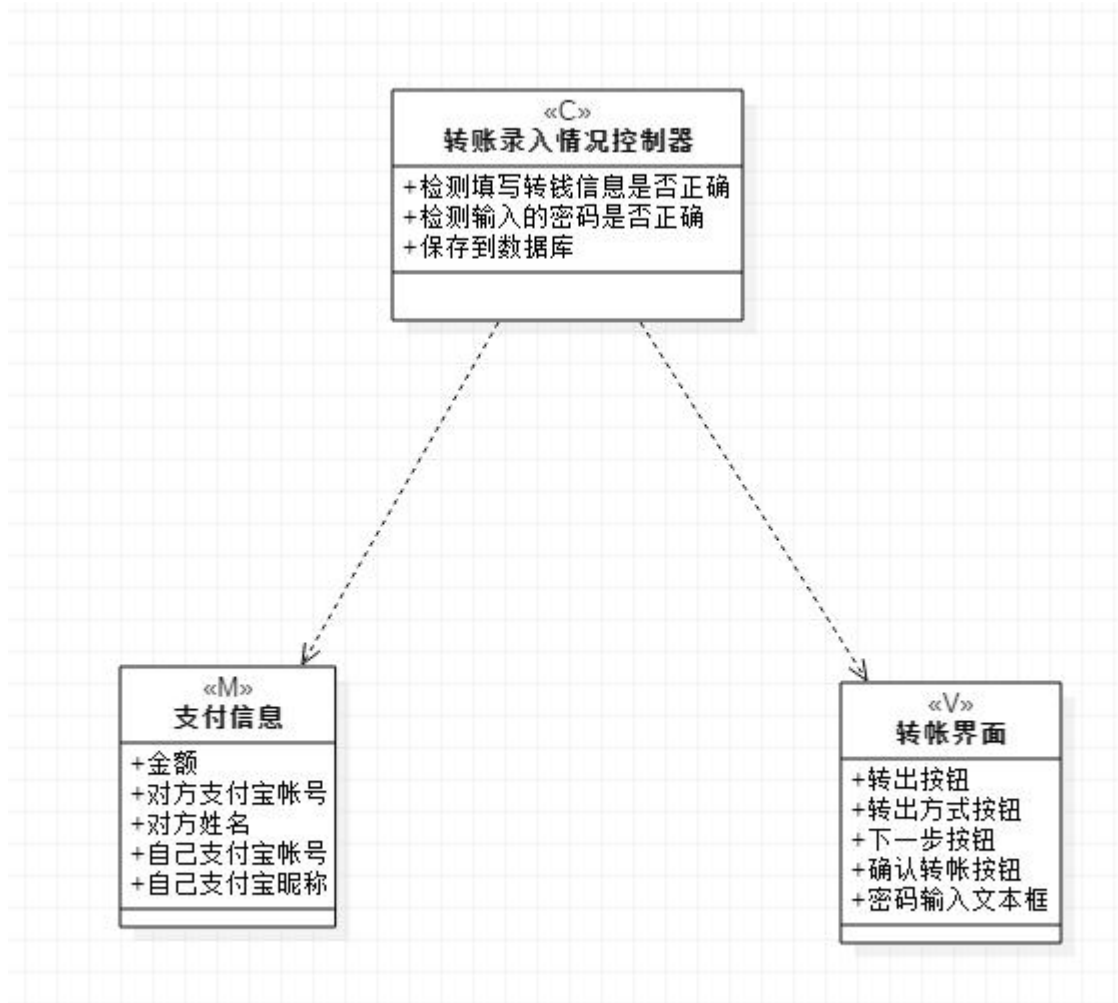 «C»
转账录入情况控制器
+检测填写转钱信息是否正确
+检测输入的密码是否正确
+保存到数据库
«M»
支付信息
+金额
+对方支付宝帐号
+对方姓名
+自己支付宝帐号
+自己支付宝昵称
«V»
转帐界面
+转出按钮
+转出方式按钮
+下一步按钮
+确认转帐按钮
+密码输入文本框